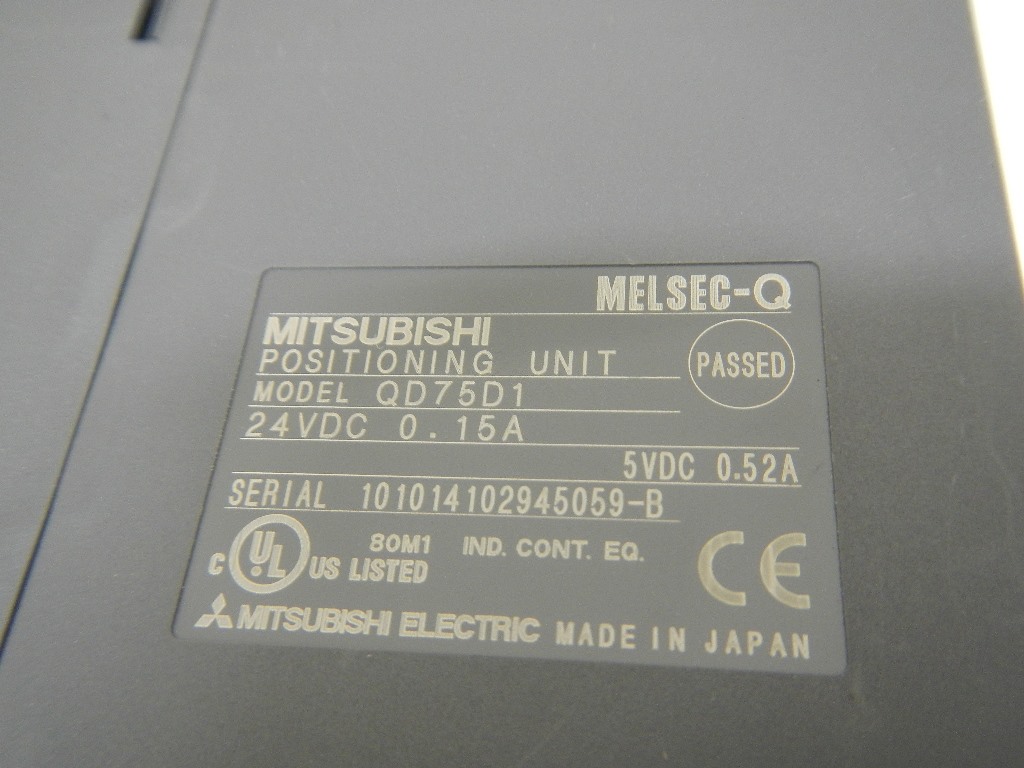 MELSEC-Q
MITSUBISHI
POSITIONING UNIT
PASSED
MODEL QD75D1
24VDC 0.15A
5VDC 0.52A
SERIAL 101014102945059-B
C UL US LISTED
80M1 IND. CONT. EQ.
CE
MITSUBISHI ELECTRIC MADE IN JAPAN